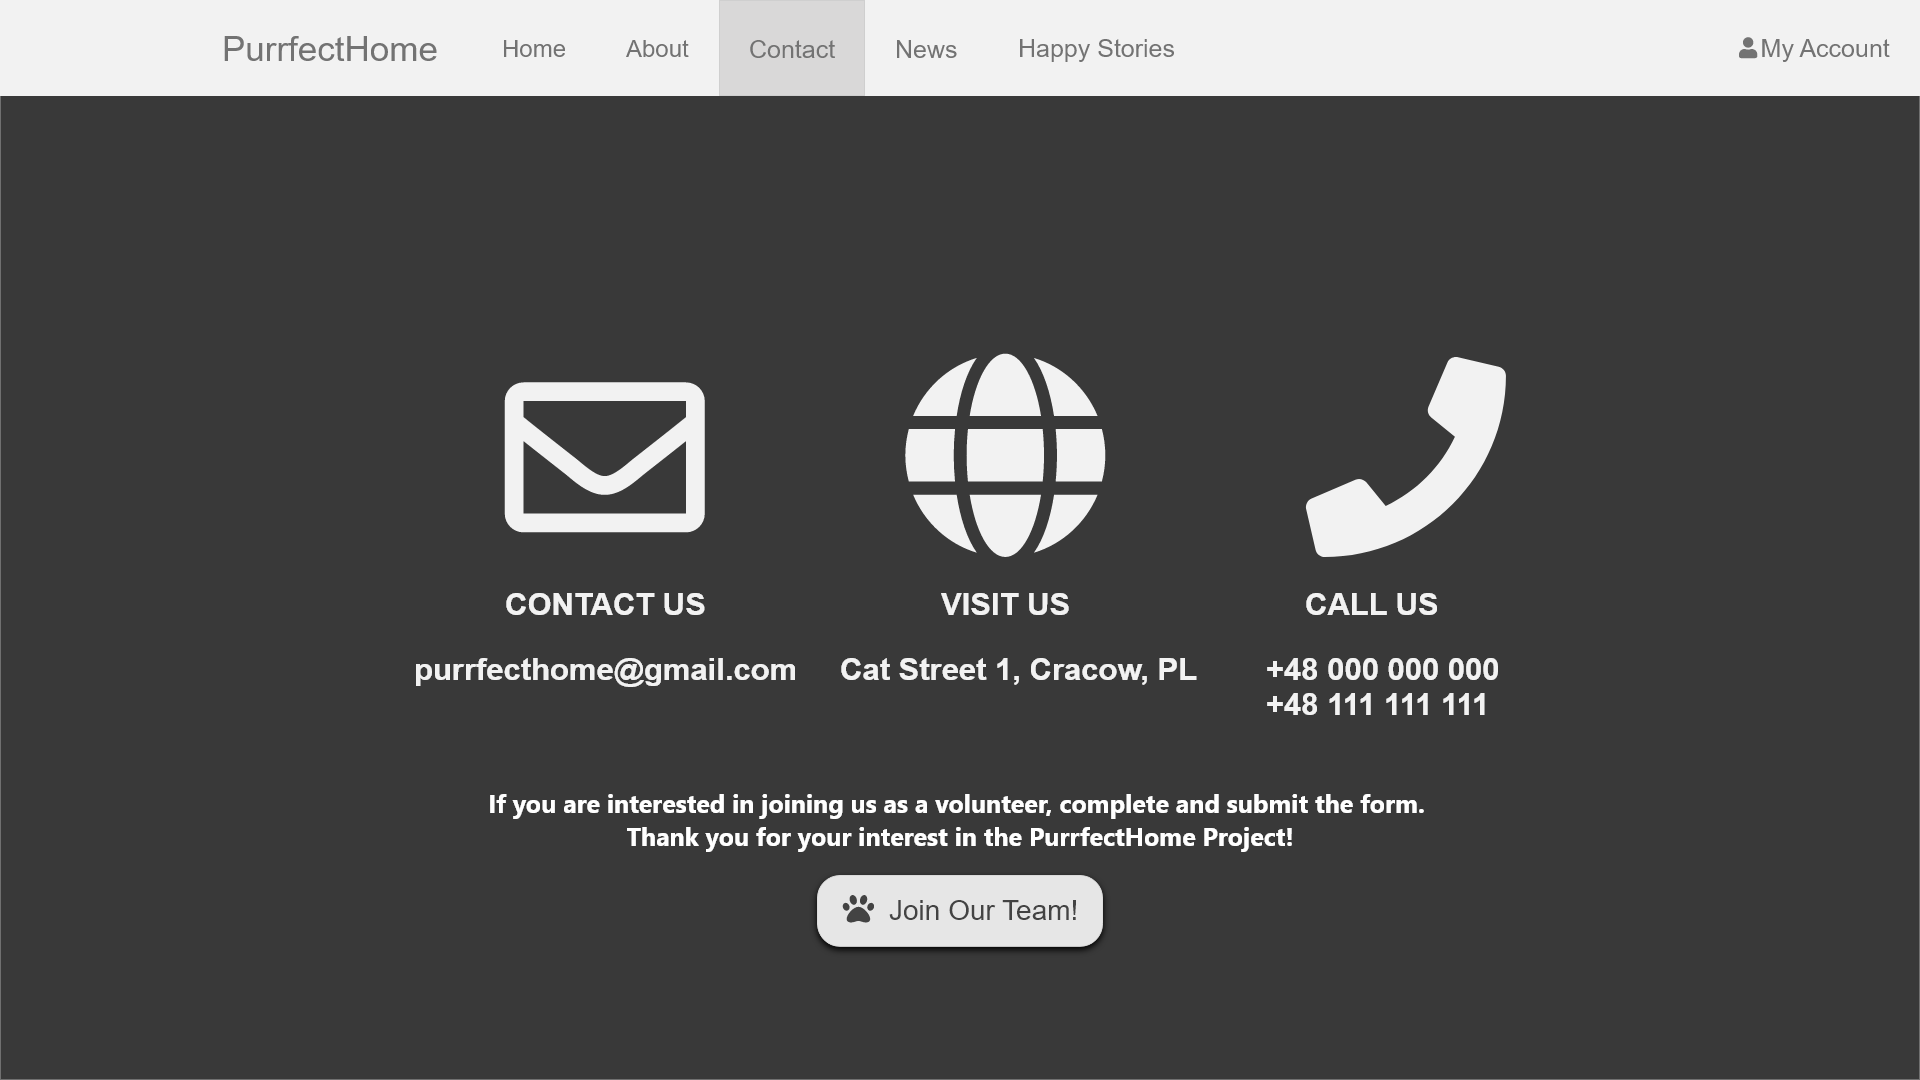 PurrfectHome
Home
About
Contact
News
Happy Stories
My Account
CONTACT US
purrfecthome@gmail.com
VISIT US
Cat Street 1, Cracow, PL
CALL US
+48 000 000 000
+48 111 111 111
If you are interested in joining us as a volunteer, complete and submit the form.
Thank you for your interest in the PurrfectHome Project!
Join Our Team!